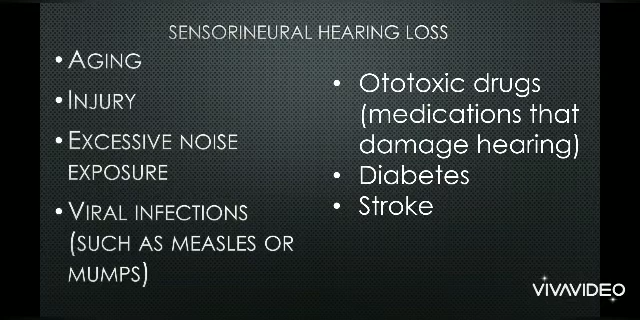 SENSORINEURAL HEARING LOSS
• AGING
• INJURY
• EXCESSIVE NOISE
EXPOSURE
• VIRAL INFECTIONS
(SUCH AS MEASLES OR
MUMPS)
• Ototoxic drugs
(medications that
damage hearing)
• Diabetes
• Stroke
VIVAVIDEO